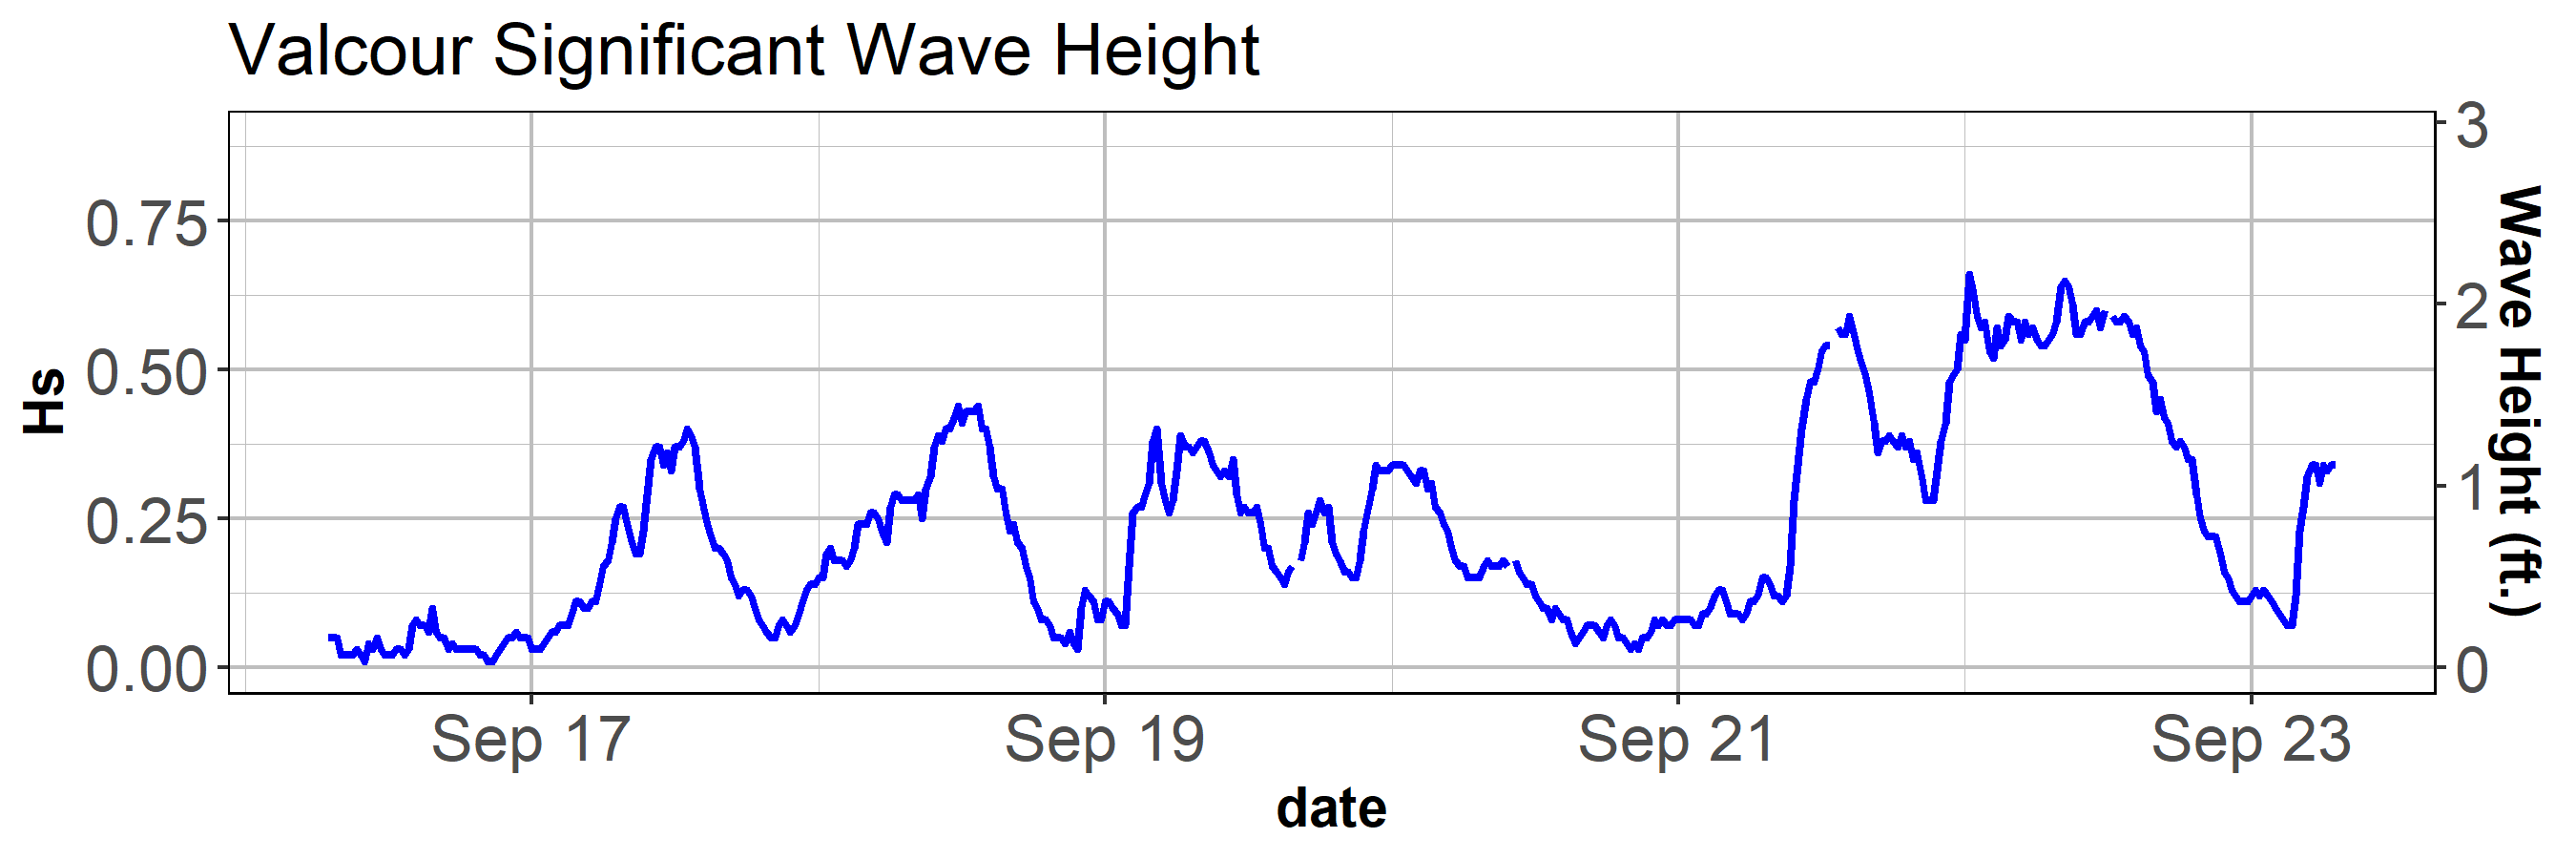 Valcour Significant Wave Height
Hs
0.75
0.50
0.25
0.00
3
2
1
0
Wave Height (ft.)
Sep 17
Sep 19
Sep 21
Sep 23
date